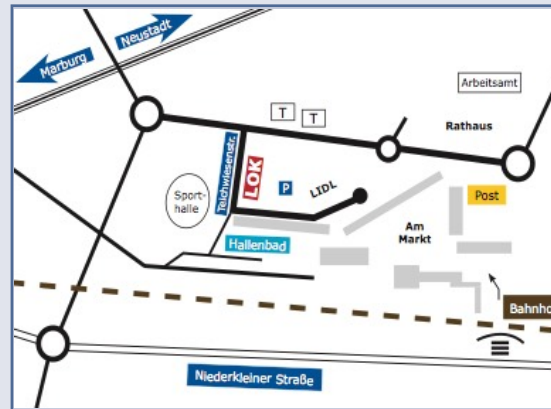 Neustadt
Marburg
Arbeitsamt
T
T
Rathaus
Teichwiesenstr.
LOK
P
LIDL
Sport-
halle
Post
Am
Markt
Hallenbad
Bahnho
Niederkleiner Straße